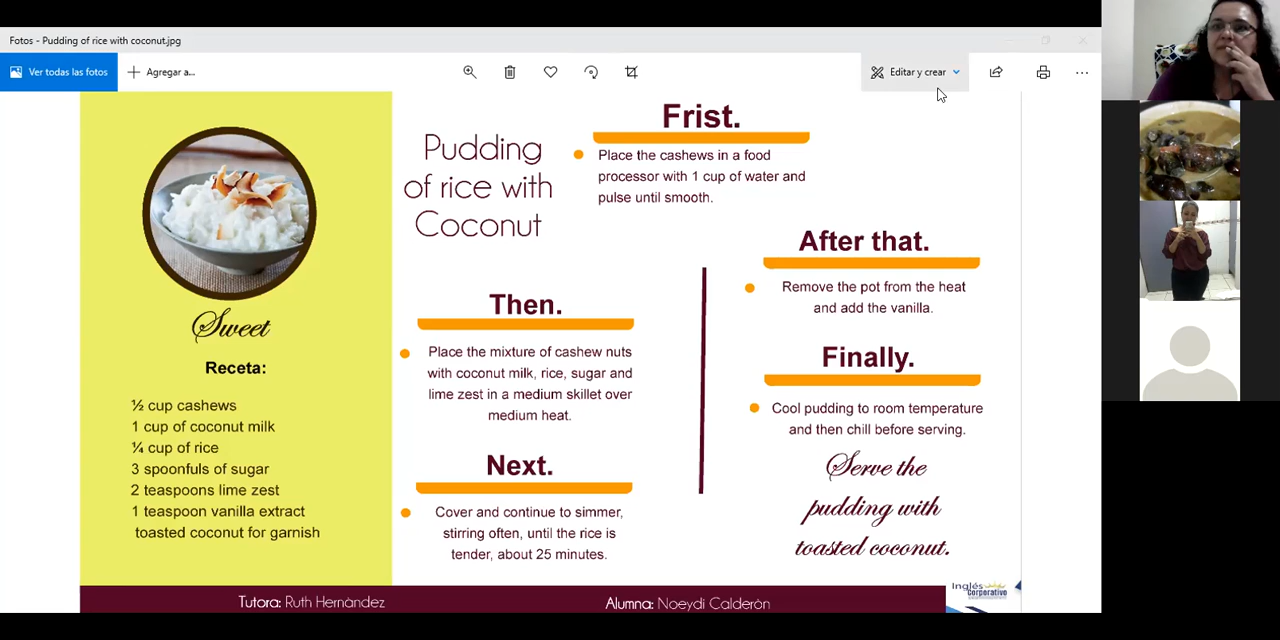 Fotos - Pudding of rice with coconut.jpg
Ver todas las fotos
Agregar a...
Editar y crear
Sweet
Receta:
½ cup cashews
1 cup of coconut milk
¼ cup of rice
3 spoonfuls of sugar
2 teaspoons lime zest
1 teaspoon vanilla extract
toasted coconut for garnish
Pudding
of rice with
Coconut
Frist.
Place the cashews in a food
processor with 1 cup of water and
pulse until smooth.
Then.
Place the mixture of cashew nuts
with coconut milk, rice, sugar and
lime zest in a medium skillet over
medium heat.
Next.
Cover and continue to simmer,
stirring often, until the rice is
tender, about 25 minutes.
After that.
Remove the pot from the heat
and add the vanilla.
Finally.
Cool pudding to room temperature
and then chill before serving.
Serve the
pudding with
toasted coconut.
Tutora: Ruth Hernàndez
Alumna: Noeydi Calderòn
Inglés
Corporativo